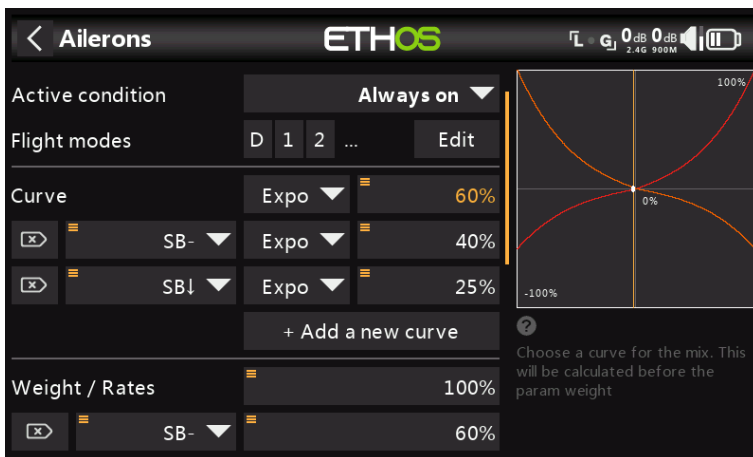 Ailerons
ETHOS
L G 0dB 0dB
2.4G 900M
Active condition Always on
Flight modes D 1 2 ... Edit
Curve Expo 60%
SB- Expo 40%
SB↓ Expo 25%
+ Add a new curve
Weight / Rates 100%
SB- 60%
100%
0%
-100%
?
Choose a curve for the mix. This
will be calculated before the
param weight